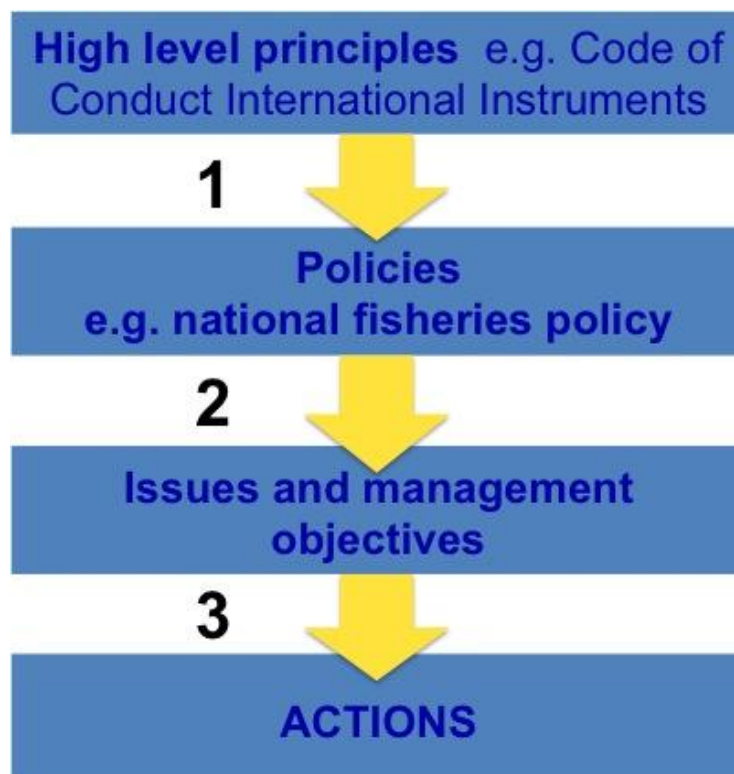 High level principles e.g. Code of
Conduct International Instruments
1
Policies
e.g. national fisheries policy
2
Issues and management
objectives
3
ACTIONS